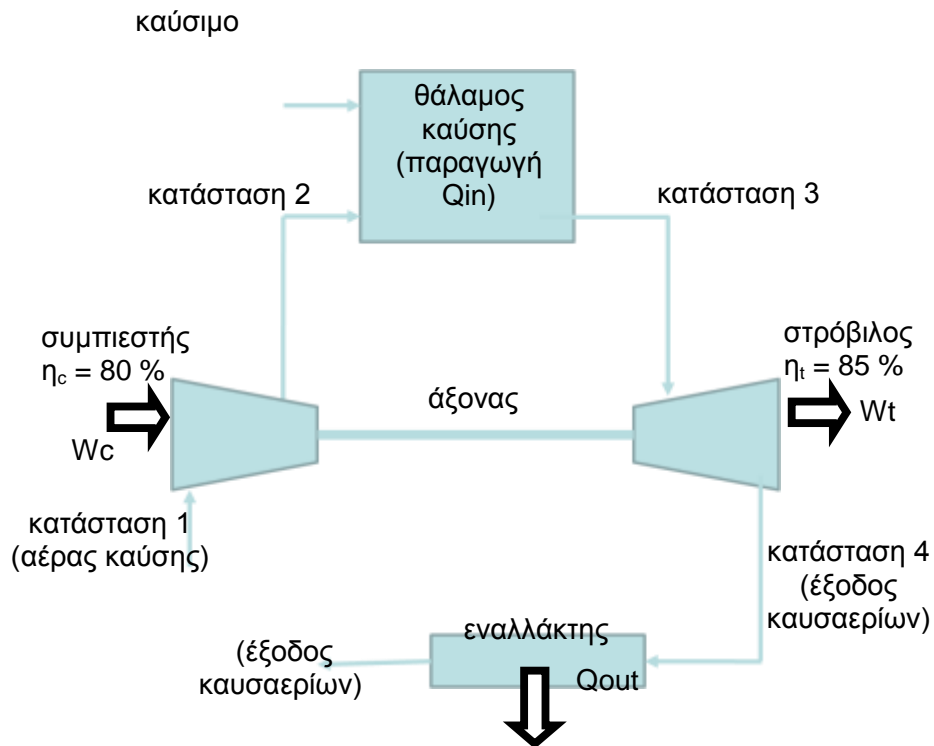 καύσιμο
θάλαμος
καύσης
(παραγωγή
Qin)
κατάσταση 2
κατάσταση 3
συμπιεστής
ηc = 80 %
Wc
άξονας
στρόβιλος
ηt = 85 %
Wt
κατάσταση 1
(αέρας καύσης)
κατάσταση 4
(έξοδος
καυσαερίων)
εναλλάκτης
Qout
(έξοδος
καυσαερίων)